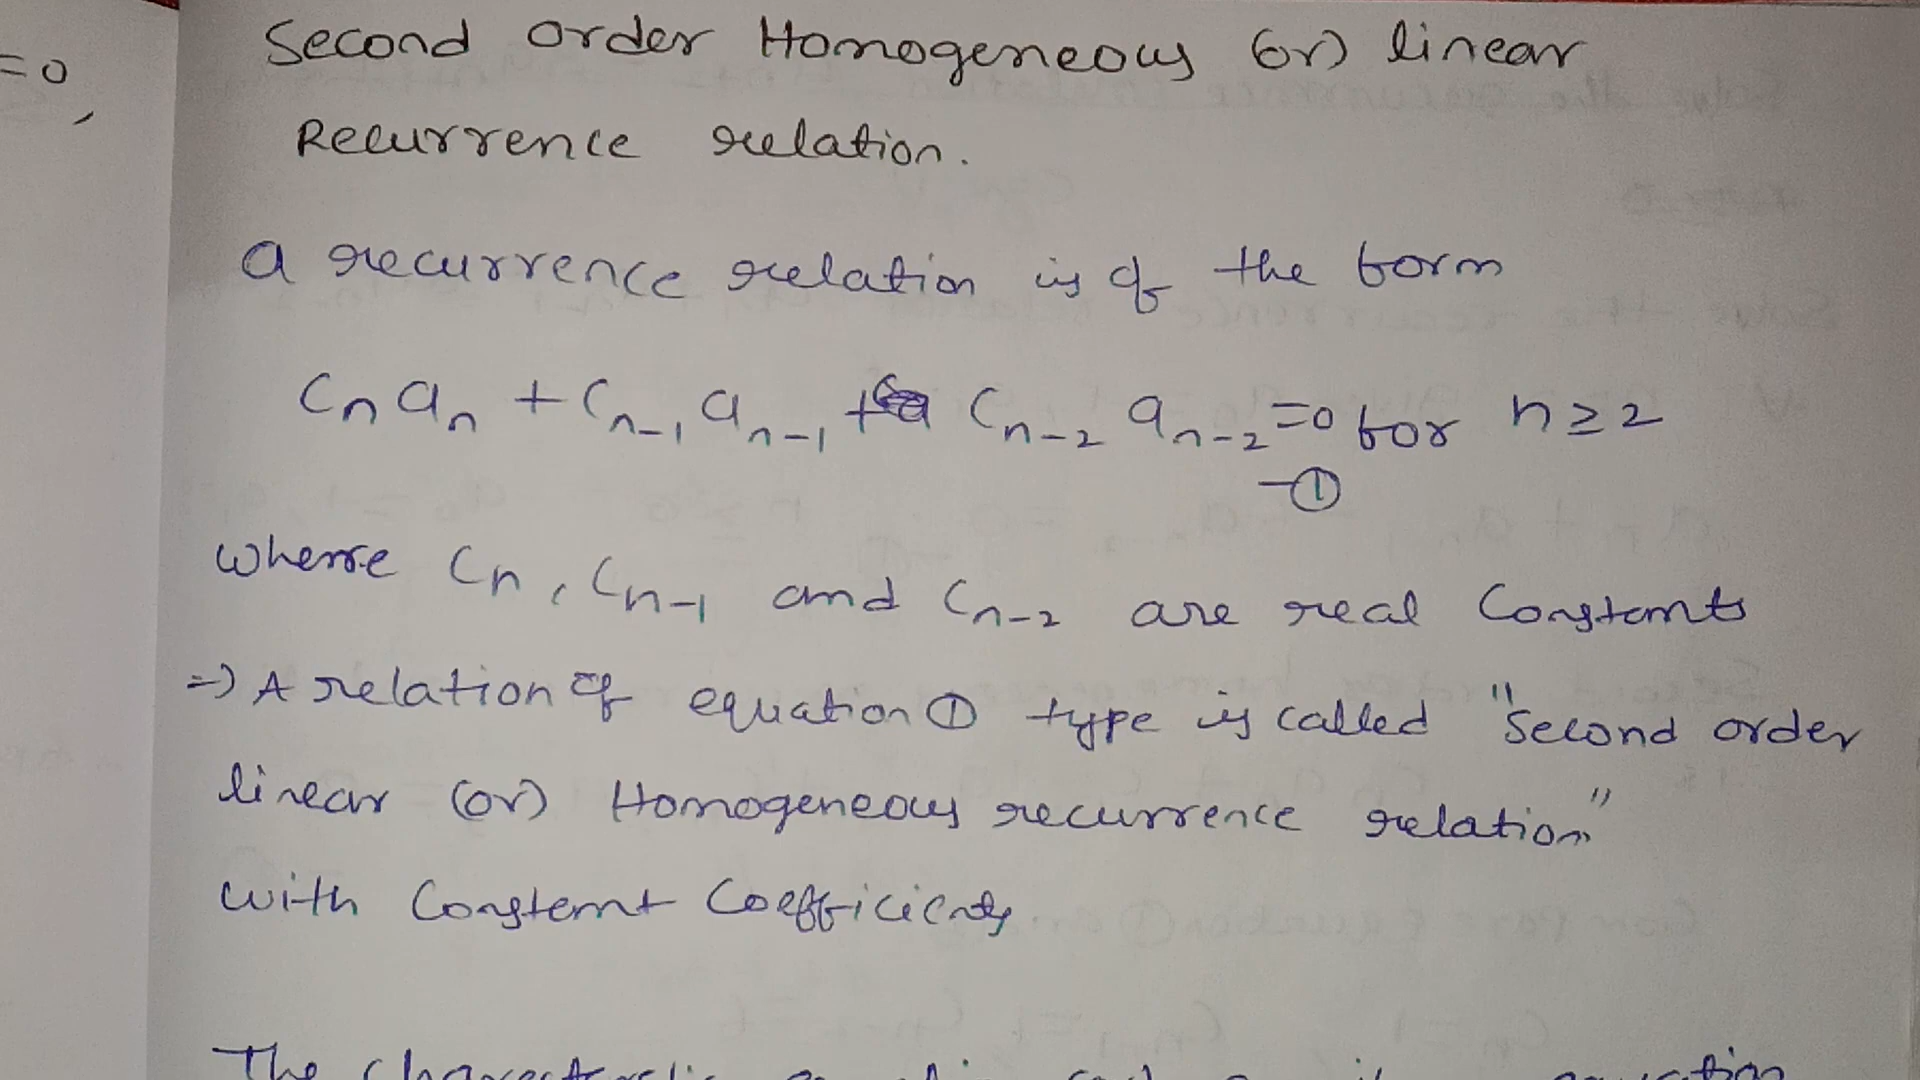 =0,
Second order Homogeneous (or) linear
Recurrence relation.
a recurrence relation is of the form
Cn an + Cn-1 an-1 + Cn-2 an-2 = 0 for n ≥ 2
-①
where Cn, Cn-1 and Cn-2 are real Constants
=> A relation of equation ① type is called "Second order
linear (or) Homogeneous recurrence relation"
with Constant Coefficients
The